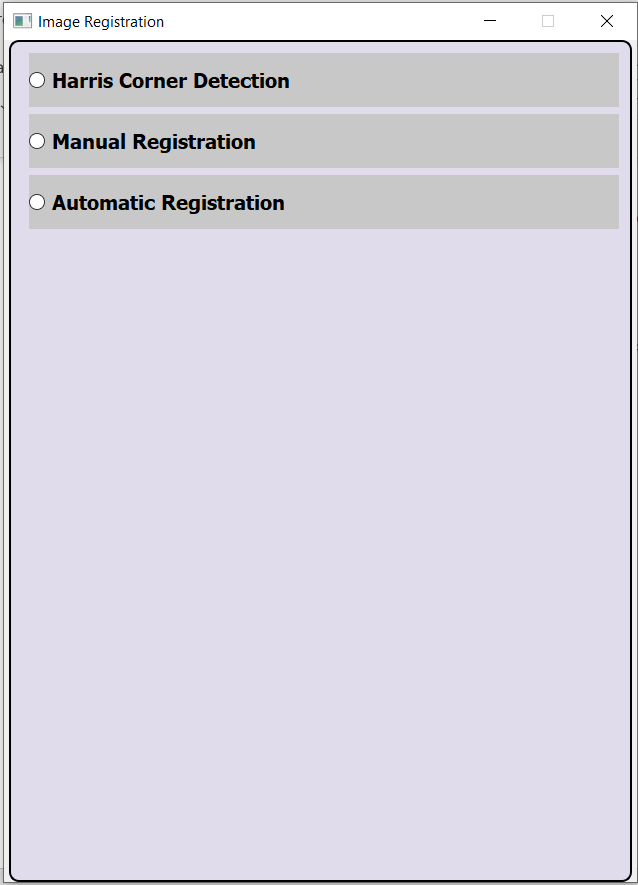 Image Registration
Harris Corner Detection
Manual Registration
Automatic Registration